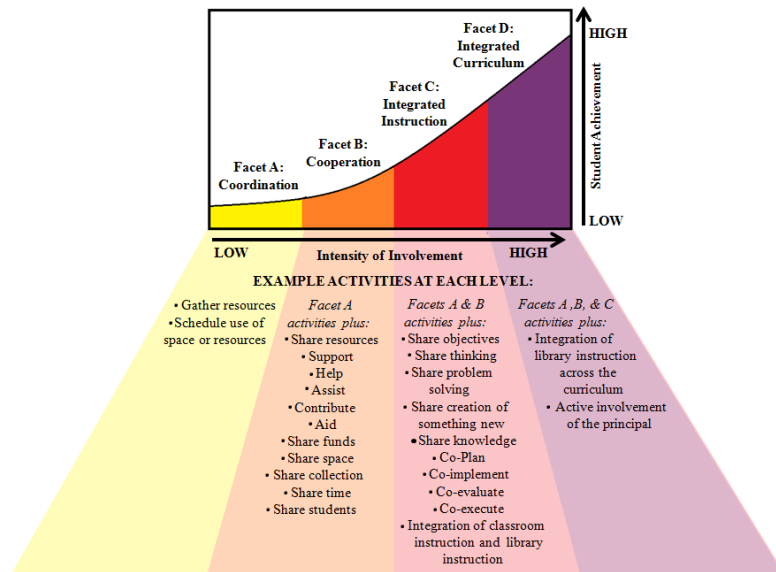 Facet D:
Integrated
Curriculum
HIGH
Facet C:
Integrated
Instruction
Facet B:
Cooperation
Facet A:
Coordination
Student Achievement
LOW
LOW
Intensity of Involvement
HIGH
EXAMPLE ACTIVITIES AT EACH LEVEL:
• Gather resources
• Schedule use of
space or resources
Facet A
activities plus:
• Share resources
• Support
• Help
• Assist
• Contribute
• Aid
• Share funds
• Share space
• Share collection
• Share time
• Share students
Facets A & B
activities plus:
• Share objectives
• Share thinking
• Share problem
solving
• Share creation of
something new
• Share knowledge
• Co-Plan
• Co-implement
• Co-evaluate
• Co-execute
• Integration of classroom
instruction and library
instruction
Facets A ,B, & C
activities plus:
• Integration of
library instruction
across the
curriculum
• Active involvement
of the principal